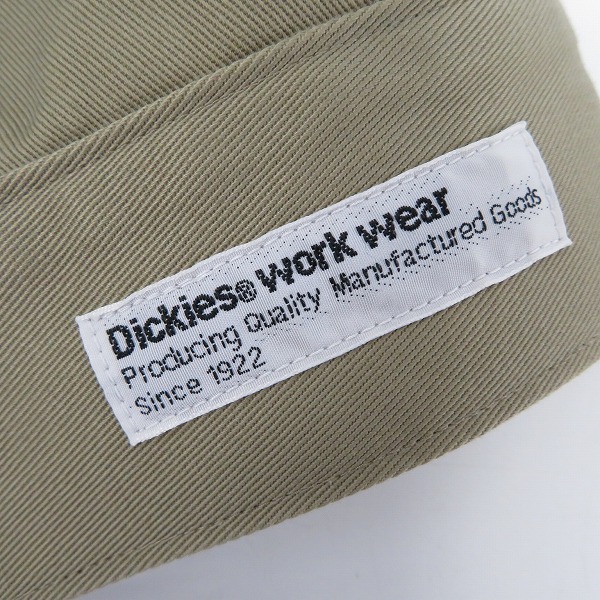 Dickies® work wear
Producing Quality Manufactured Goods
Since 1922